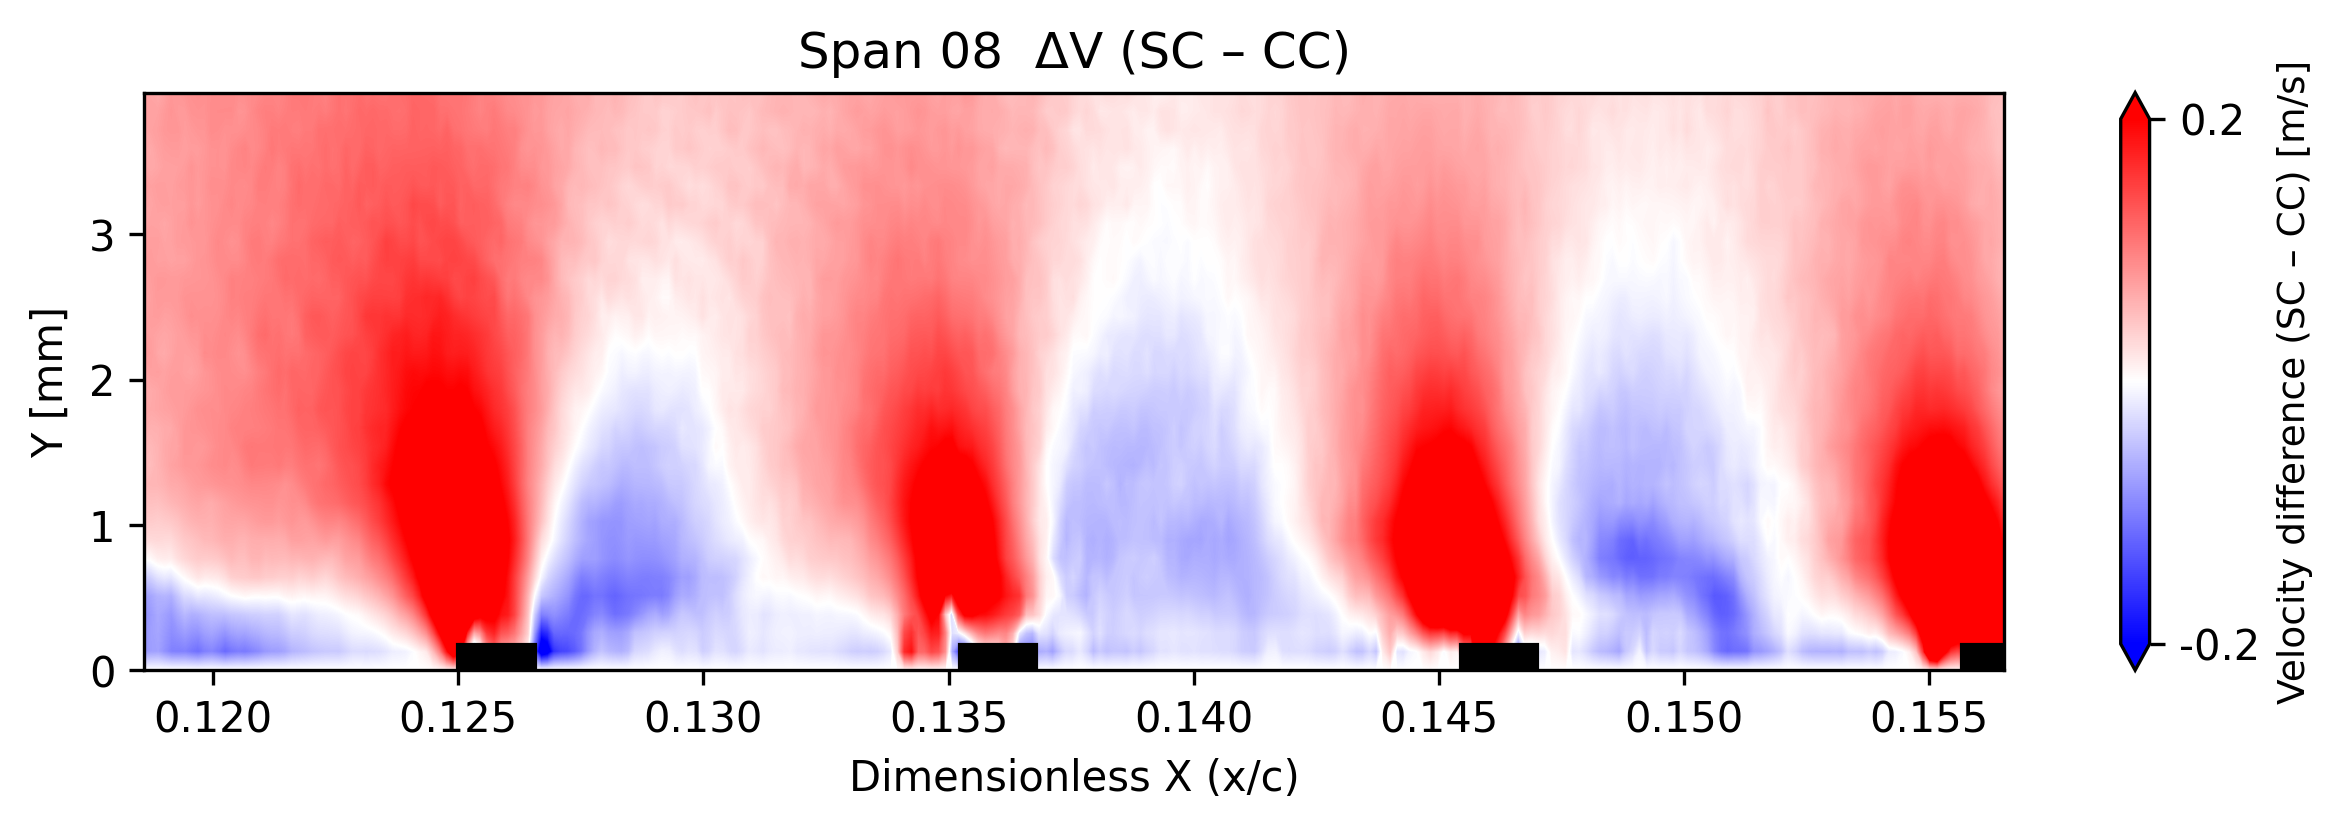 Span 08 ΔV (SC – CC)
3
2
1
0
Y [mm]
0.120 0.125 0.130 0.135 0.140 0.145 0.150 0.155
Dimensionless X (x/c)
0.2
-0.2
Velocity difference (SC – CC) [m/s]